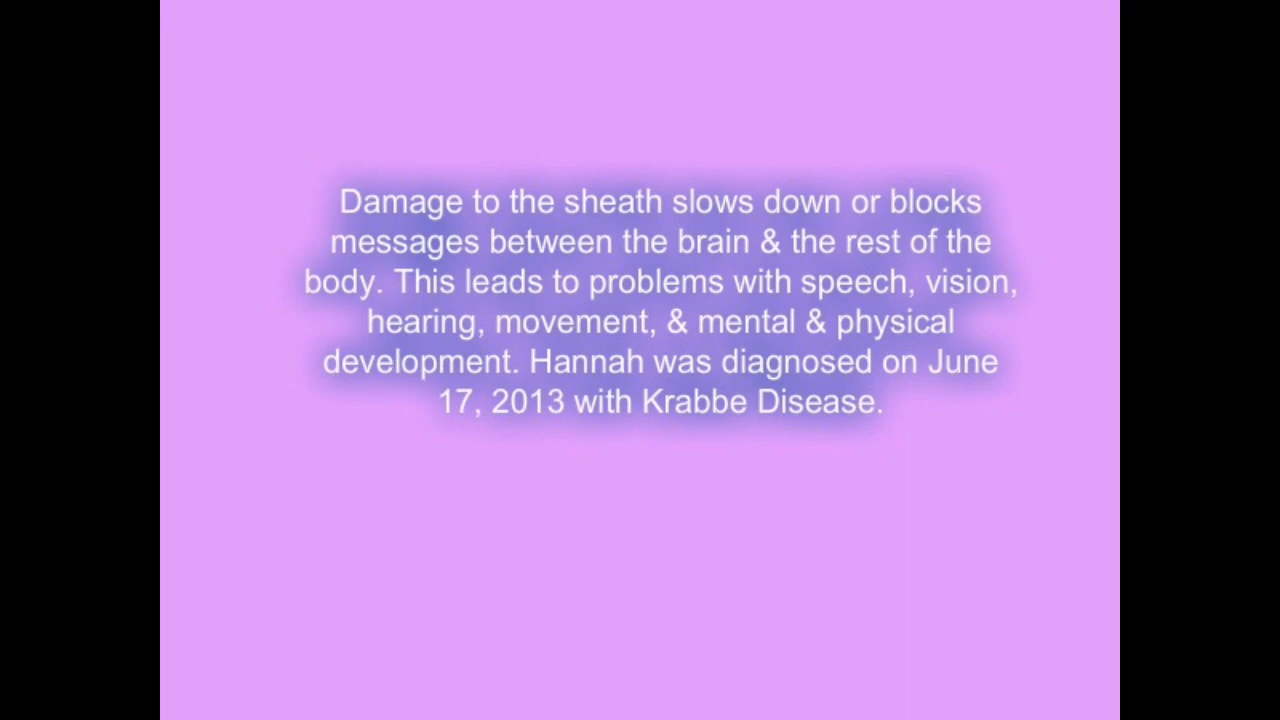 Damage to the sheath slows down or blocks
messages between the brain & the rest of the
body. This leads to problems with speech, vision,
hearing, movement, & mental & physical
development. Hannah was diagnosed on June
17, 2013 with Krabbe Disease.